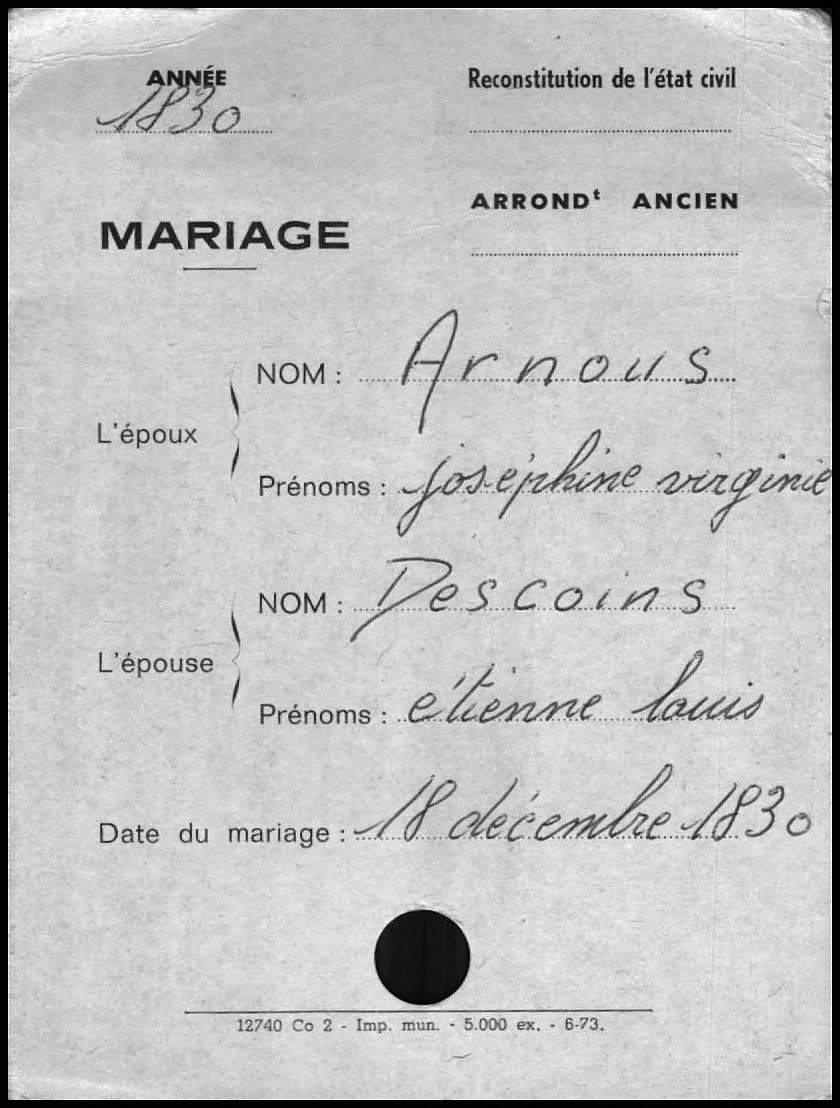 ANNÉE
1830
Reconstitution de l'état civil
ARRONDt ANCIEN
MARIAGE
L'époux
NOM : Arnous
Prénoms : joséphine virginie
L'épouse
NOM : Descoins
Prénoms : étienne louis
Date du mariage : 18 décembre 1830
12740 Co 2 - Imp. mun. - 5.000 ex. - 6-73.